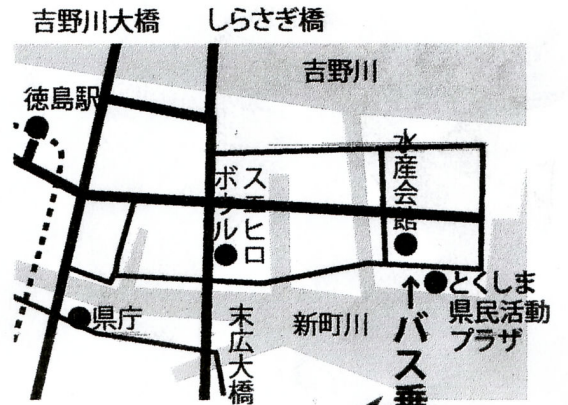 吉野川大橋
しらさぎ橋
吉野川
徳島駅
水産会館
スエヒロ
ボウル
とくしま
県民活動
プラザ
↑バス乗
県庁
末広大橋
新町川